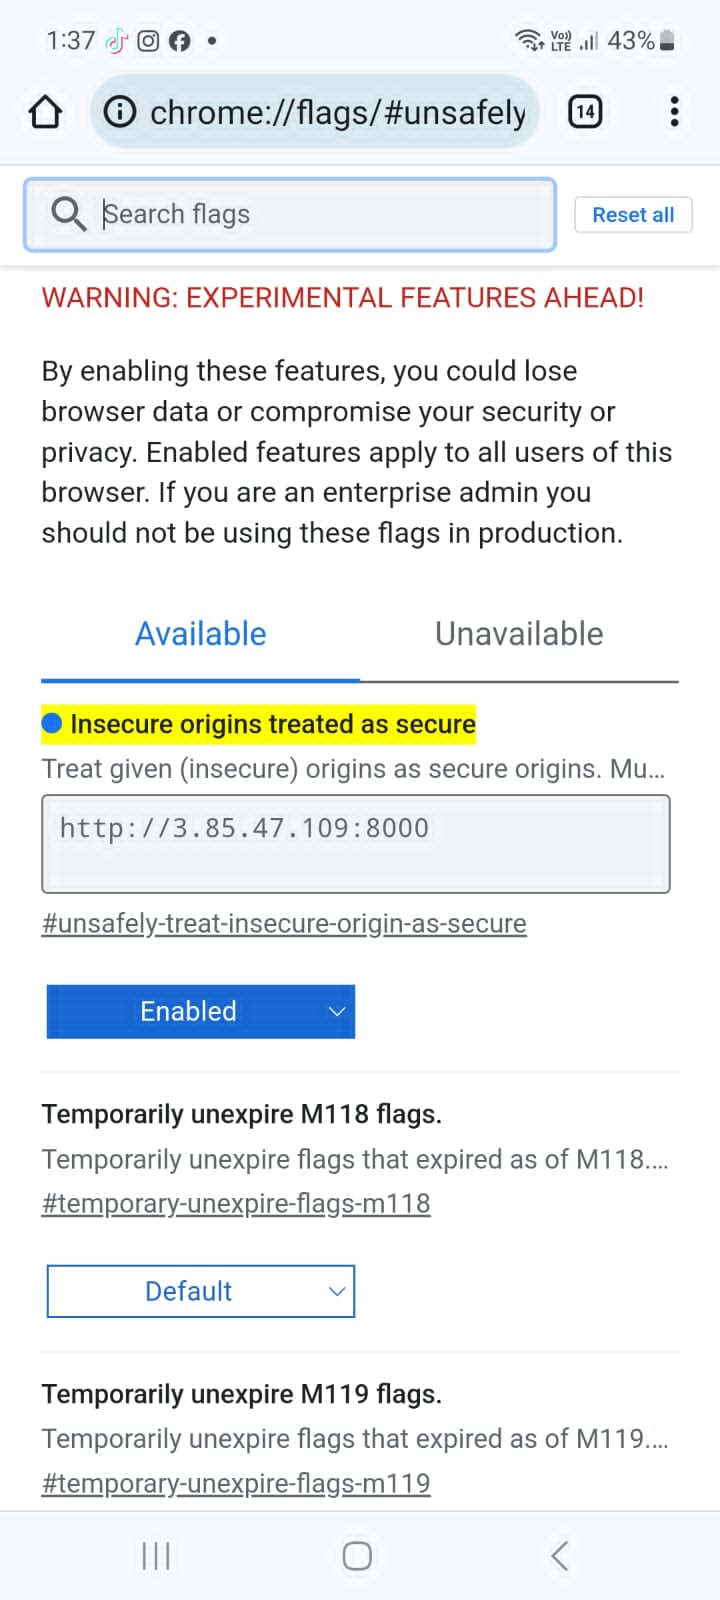 1:37
Vo)) LTE 43%
chrome://flags/#unsafely
14
Search flags
Reset all
WARNING: EXPERIMENTAL FEATURES AHEAD!
By enabling these features, you could lose
browser data or compromise your security or
privacy. Enabled features apply to all users of this
browser. If you are an enterprise admin you
should not be using these flags in production.
Available
Unavailable
Insecure origins treated as secure
Treat given (insecure) origins as secure origins. Mu...
http://3.85.47.109:8000
#unsafely-treat-insecure-origin-as-secure
Enabled
Temporarily unexpire M118 flags.
Temporarily unexpire flags that expired as of M118....
#temporary-unexpire-flags-m118
Default
Temporarily unexpire M119 flags.
Temporarily unexpire flags that expired as of M119....
#temporary-unexpire-flags-m119